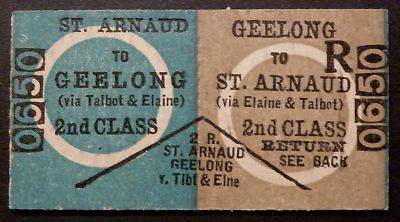 0650
ST. ARNAUD
TO
GEELONG
(via Talbot & Elaine)
2nd CLASS
GEELONG
TO
R
ST. ARNAUD
(via Elaine & Talbot)
2nd CLASS
RETURN
SEE BACK
2 R.
ST. ARNAUD
GEELONG
v. Tlbt & Elne
0650